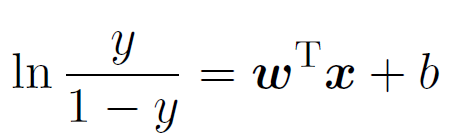 ln y/(1 − y) = wᵀx + b